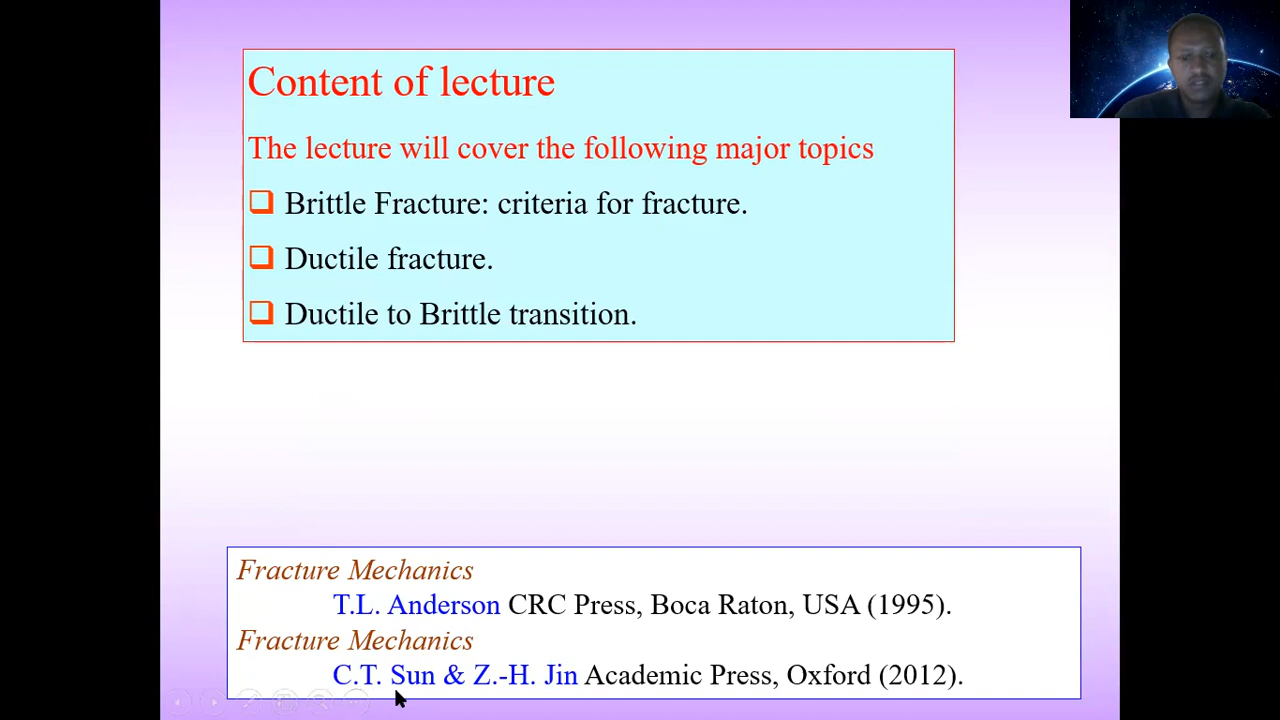 Content of lecture
The lecture will cover the following major topics
Brittle Fracture: criteria for fracture.
Ductile fracture.
Ductile to Brittle transition.
Fracture Mechanics
T.L. Anderson CRC Press, Boca Raton, USA (1995).
Fracture Mechanics
C.T. Sun & Z.-H. Jin Academic Press, Oxford (2012).